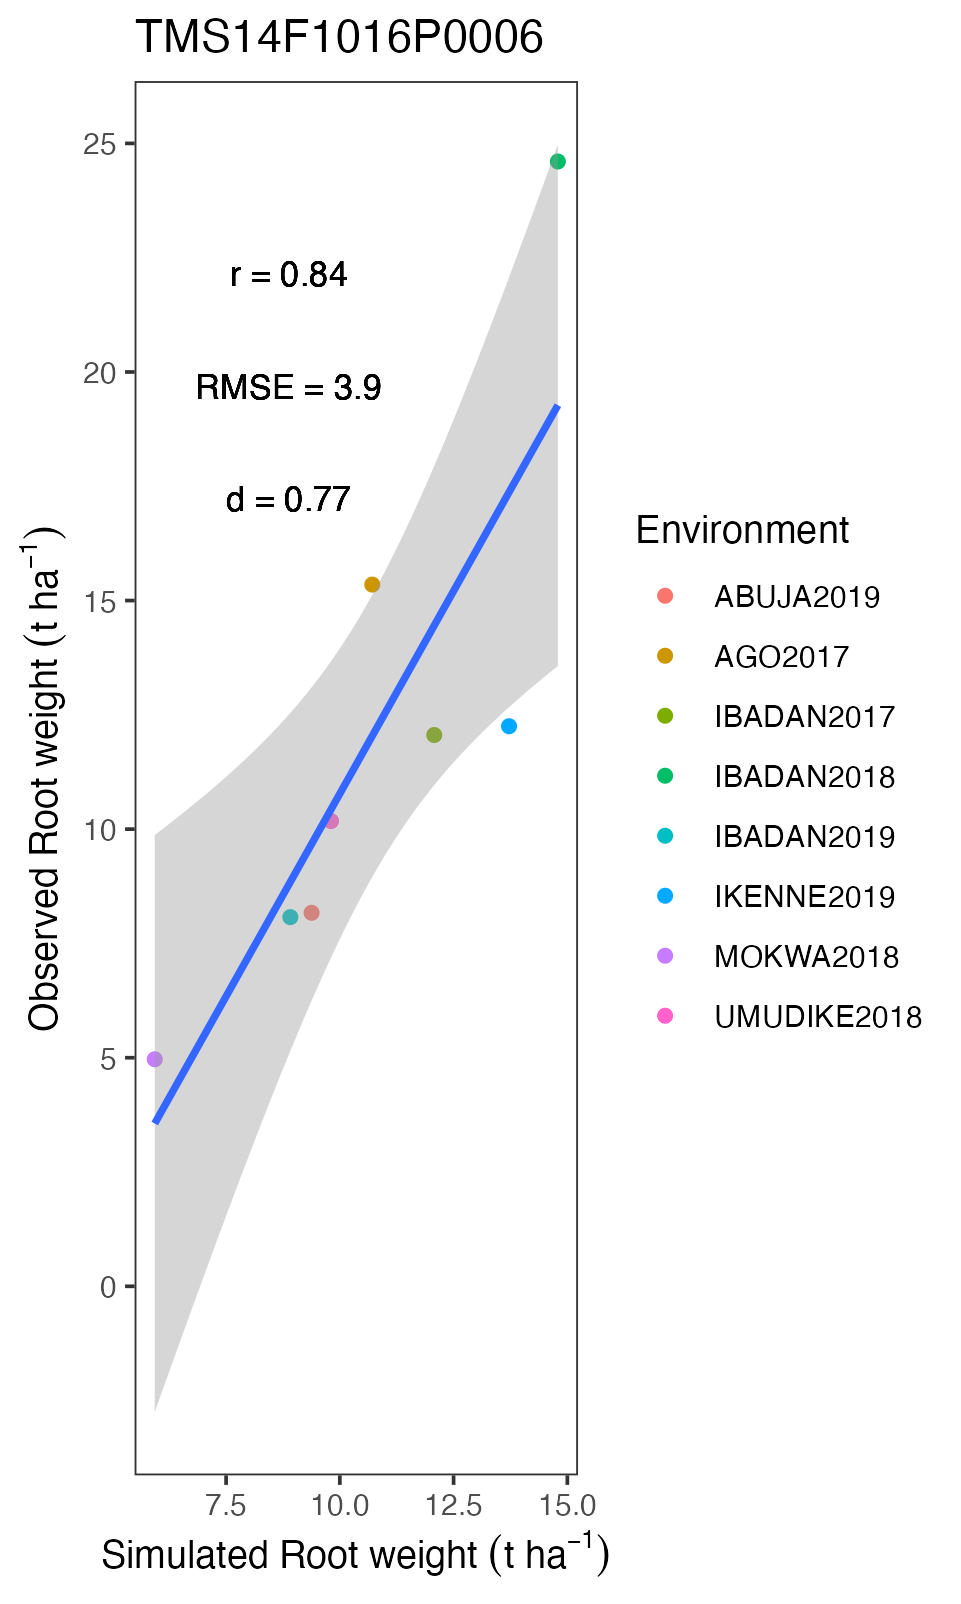 TMS14F1016P0006
25
20
15
10
5
0
Observed Root weight (t ha⁻¹)
r = 0.84
RMSE = 3.9
d = 0.77
7.5 10.0 12.5 15.0
Simulated Root weight (t ha⁻¹)
Environment
ABUJA2019
AGO2017
IBADAN2017
IBADAN2018
IBADAN2019
IKENNE2019
MOKWA2018
UMUDIKE2018